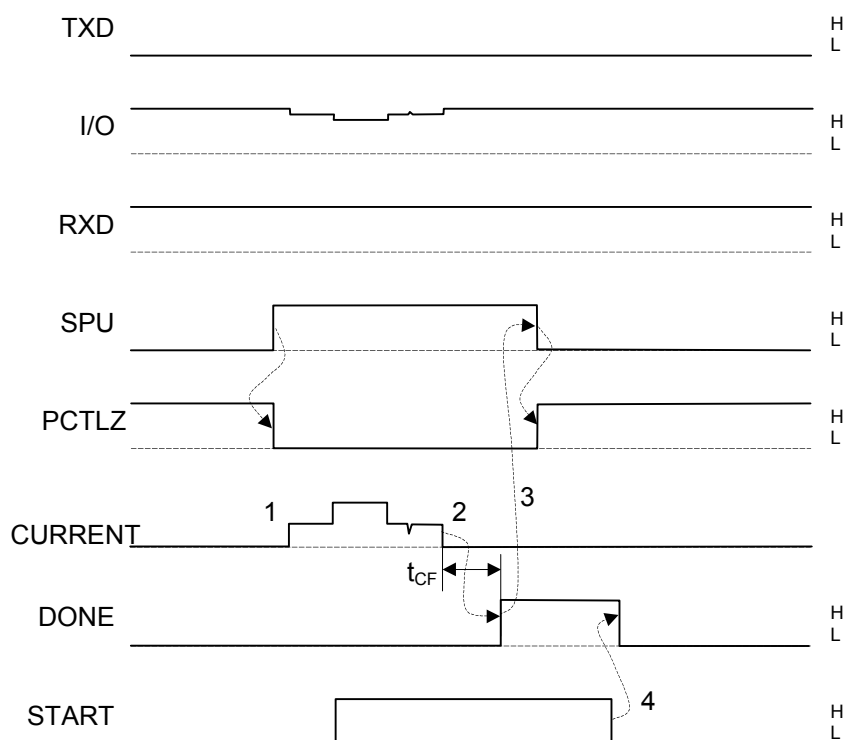 TXD H
L
I/O H
L
RXD H
L
SPU H
L
PCTLZ H
L
3
1 2
CURRENT
tCF
DONE H
L
4
START H
L